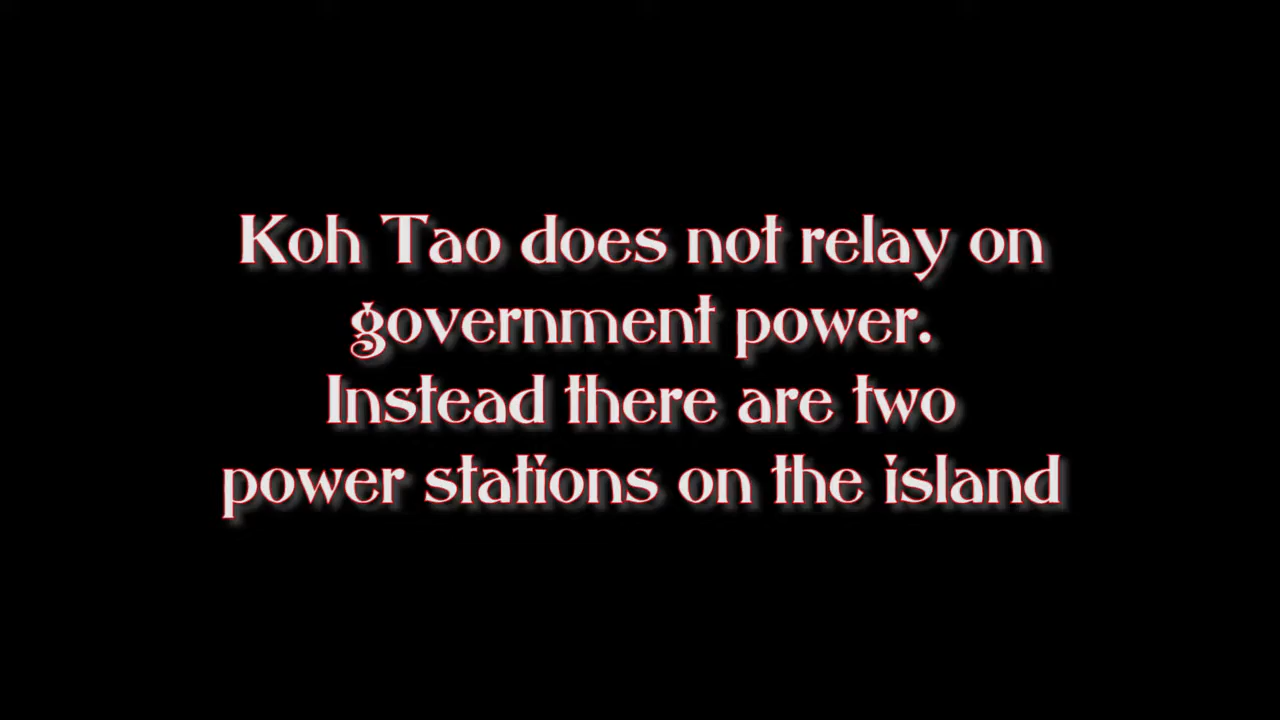 Koh Tao does not relay on
government power.
Instead there are two
power stations on the island